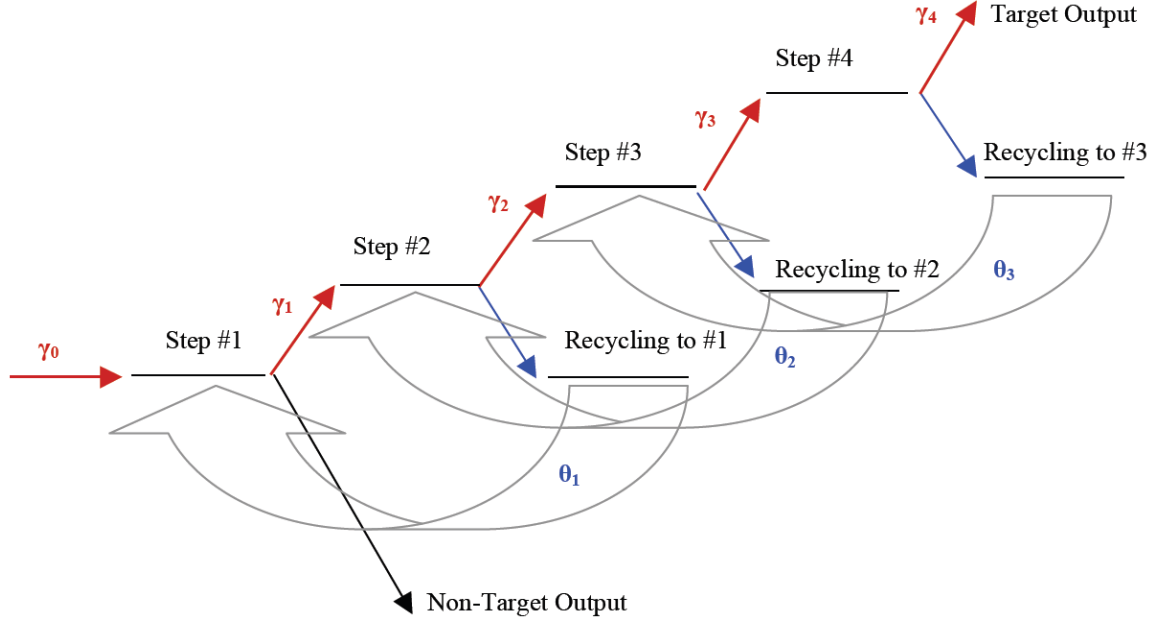 γ4 Target Output
Step #4
γ3
Step #3
Recycling to #3
γ2
Step #2
Recycling to #2
θ3
γ1
Step #1
Recycling to #1
θ2
γ0
θ1
Non-Target Output